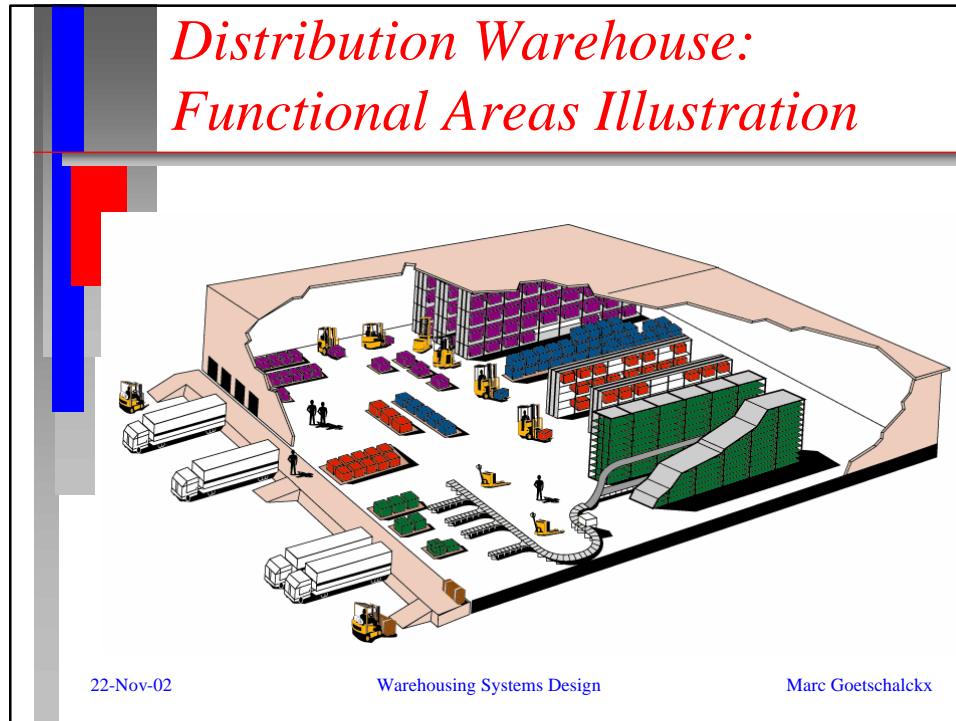 Distribution Warehouse:
Functional Areas Illustration
22-Nov-02
Warehousing Systems Design
Marc Goetschalckx